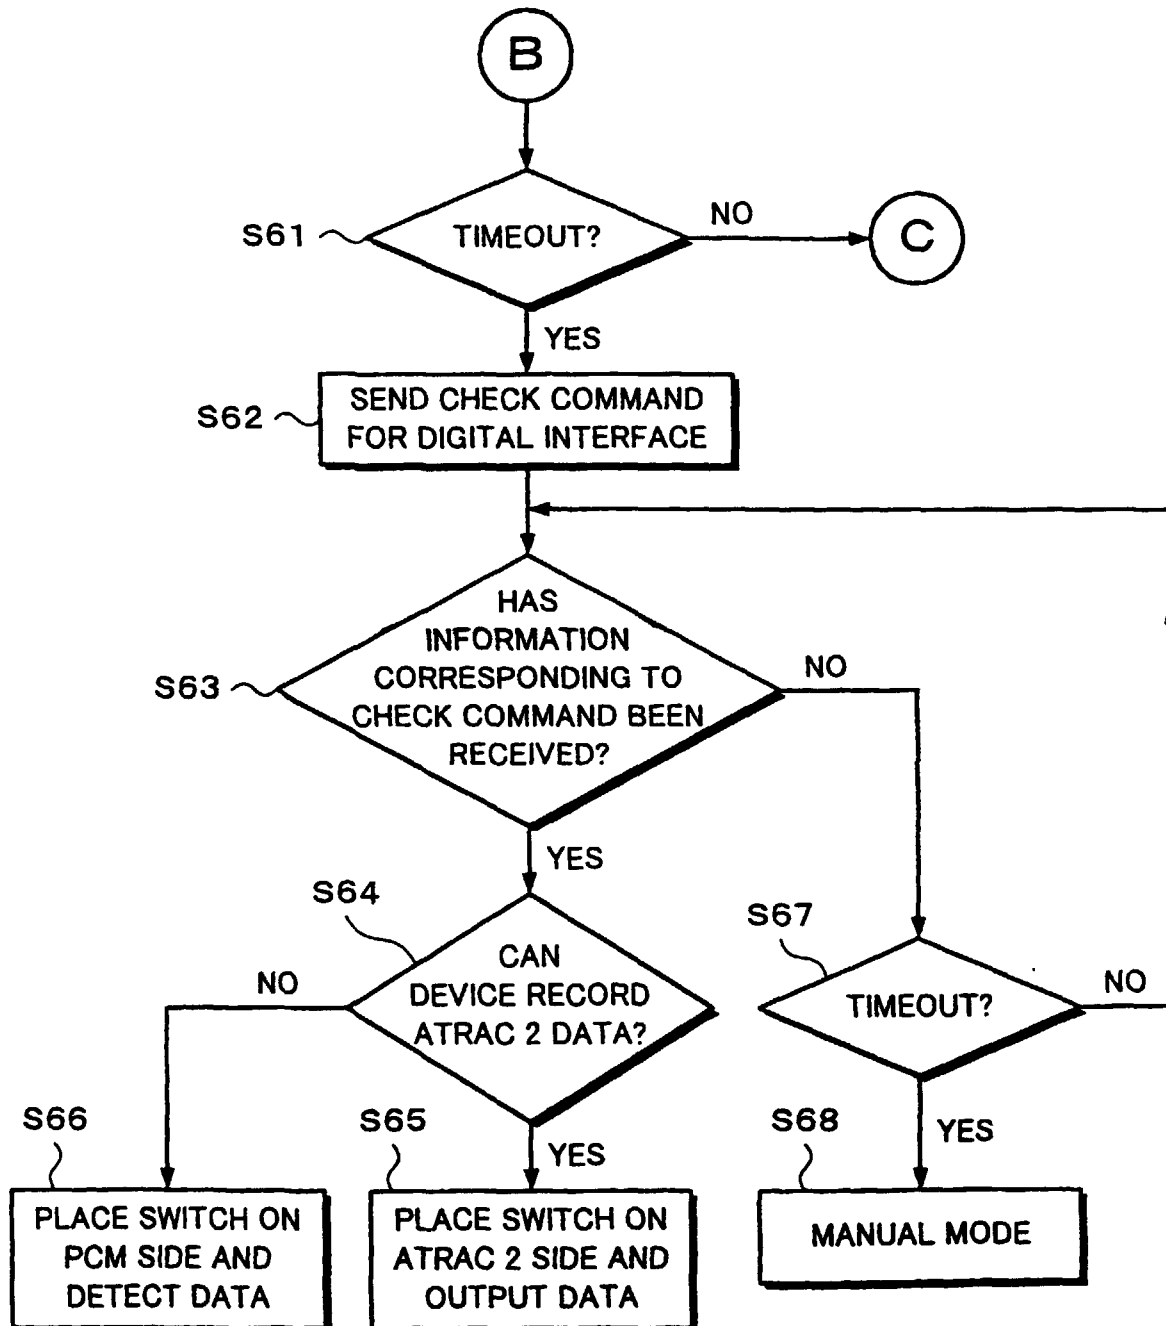 B
S61
TIMEOUT?
NO
C
YES
S62
SEND CHECK COMMAND
FOR DIGITAL INTERFACE
HAS
INFORMATION
CORRESPONDING TO
CHECK COMMAND BEEN
RECEIVED?
S63
NO
YES
S64
CAN
DEVICE RECORD
ATRAC 2 DATA?
NO
YES
S67
TIMEOUT?
NO
YES
S66
PLACE SWITCH ON
PCM SIDE AND
DETECT DATA
S65
PLACE SWITCH ON
ATRAC 2 SIDE AND
OUTPUT DATA
S68
MANUAL MODE